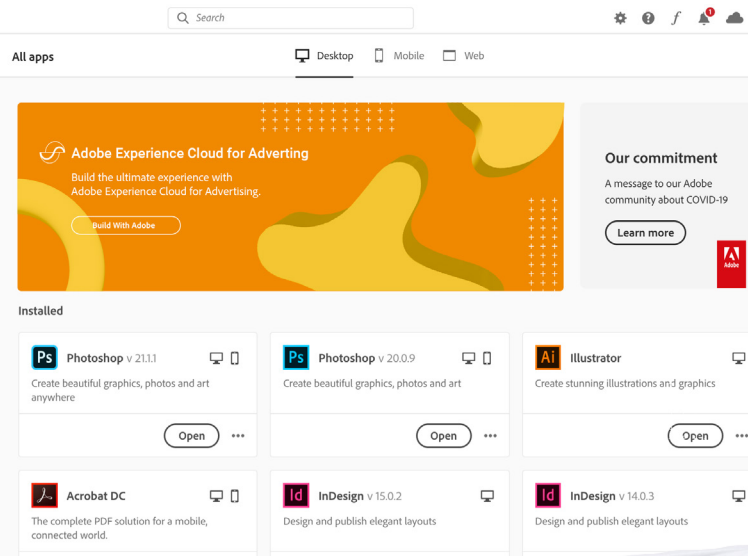 Search
1
All apps
Desktop
Mobile
Web
Adobe Experience Cloud for Adverting
Build the ultimate experience with
Adobe Experience Cloud for Advertising.
Build With Adobe
Our commitment
A message to our Adobe
community about COVID-19
Learn more
Adobe
Installed
Ps Photoshop v 21.1.1
Create beautiful graphics, photos and art
anywhere
Open
Ps Photoshop v 20.0.9
Create beautiful graphics, photos and art
Open
Ai Illustrator
Create stunning illustrations and graphics
Open
Acrobat DC
The complete PDF solution for a mobile,
connected world.
Id InDesign v 15.0.2
Design and publish elegant layouts
Id InDesign v 14.0.3
Design and publish elegant layouts